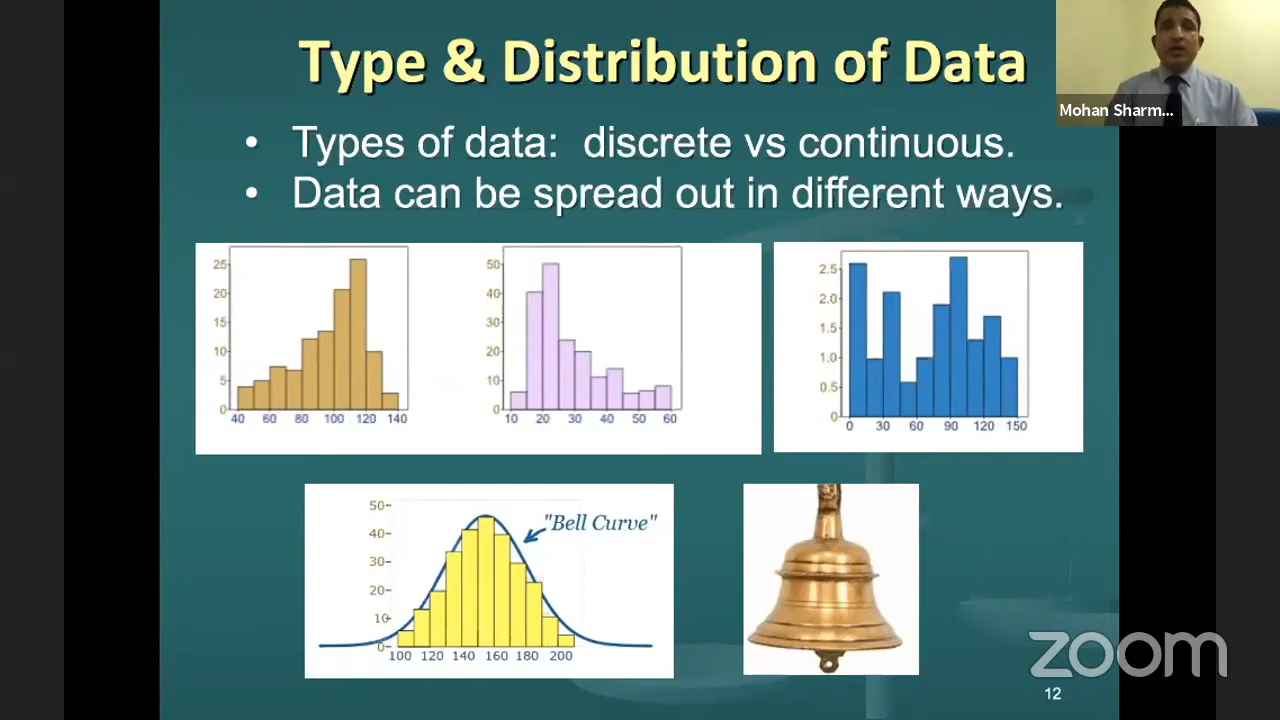 Type & Distribution of Data
Mohan Sharm...
• Types of data: discrete vs continuous.
• Data can be spread out in different ways.
25
20
15
10
5
0
40 60 80 100 120 140
50
40
30
20
10
0
10 20 30 40 50 60
2.5
2.0
1.5
1.0
0.5
0
0 30 60 90 120 150
50
40
30
20
10
0
"Bell Curve"
100 120 140 160 180 200
zoom
12